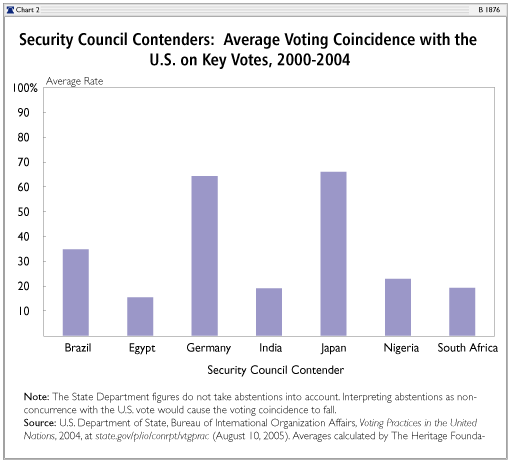 Chart 2 B 1876
Security Council Contenders: Average Voting Coincidence with the
U.S. on Key Votes, 2000-2004
Average Rate
100%
90
80
70
60
50
40
30
20
10
Brazil Egypt Germany India Japan Nigeria South Africa
Security Council Contender
Note: The State Department figures do not take abstentions into account. Interpreting abstentions as non-
concurrence with the U.S. vote would cause the voting coincidence to fall.
Source: U.S. Department of State, Bureau of International Organization Affairs, Voting Practices in the United
Nations, 2004, at state.gov/p/io/conrpt/vtgprac (August 10, 2005). Averages calculated by The Heritage Founda-